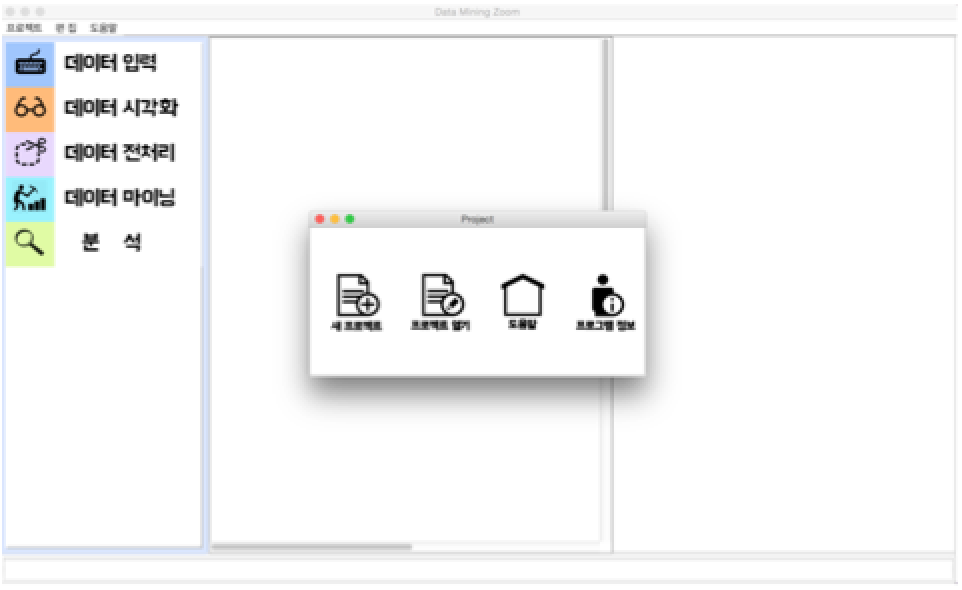 Data Mining Zoom
프로젝트 편집 도움말
데이터 입력
데이터 시각화
데이터 전처리
데이터 마이닝
분 석
Project
새 프로젝트 프로젝트 열기 도움말 프로그램 정보